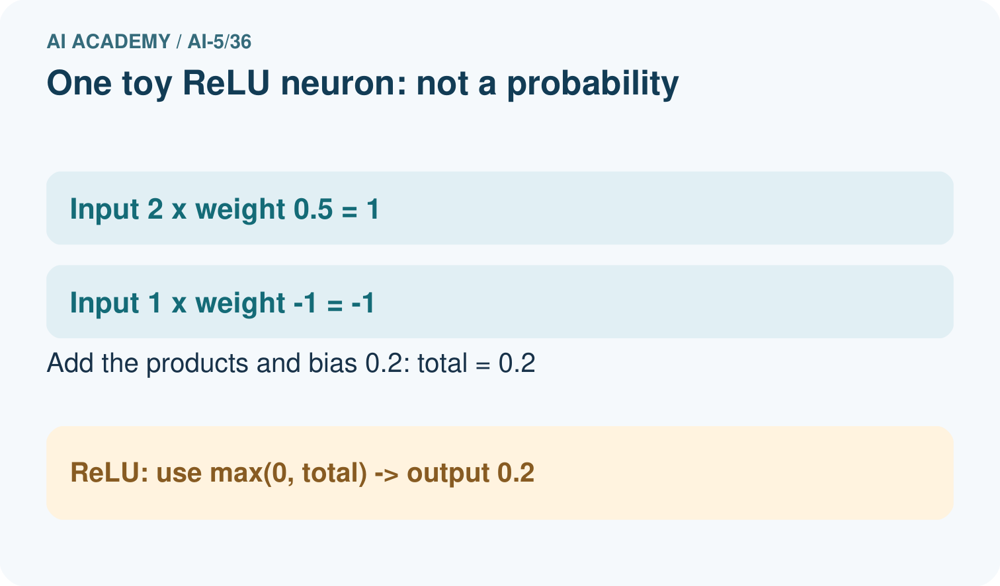 AI ACADEMY / AI-5/36
One toy ReLU neuron: not a probability
Input 2 x weight 0.5 = 1
Input 1 x weight -1 = -1
Add the products and bias 0.2: total = 0.2
ReLU: use max(0, total) -> output 0.2